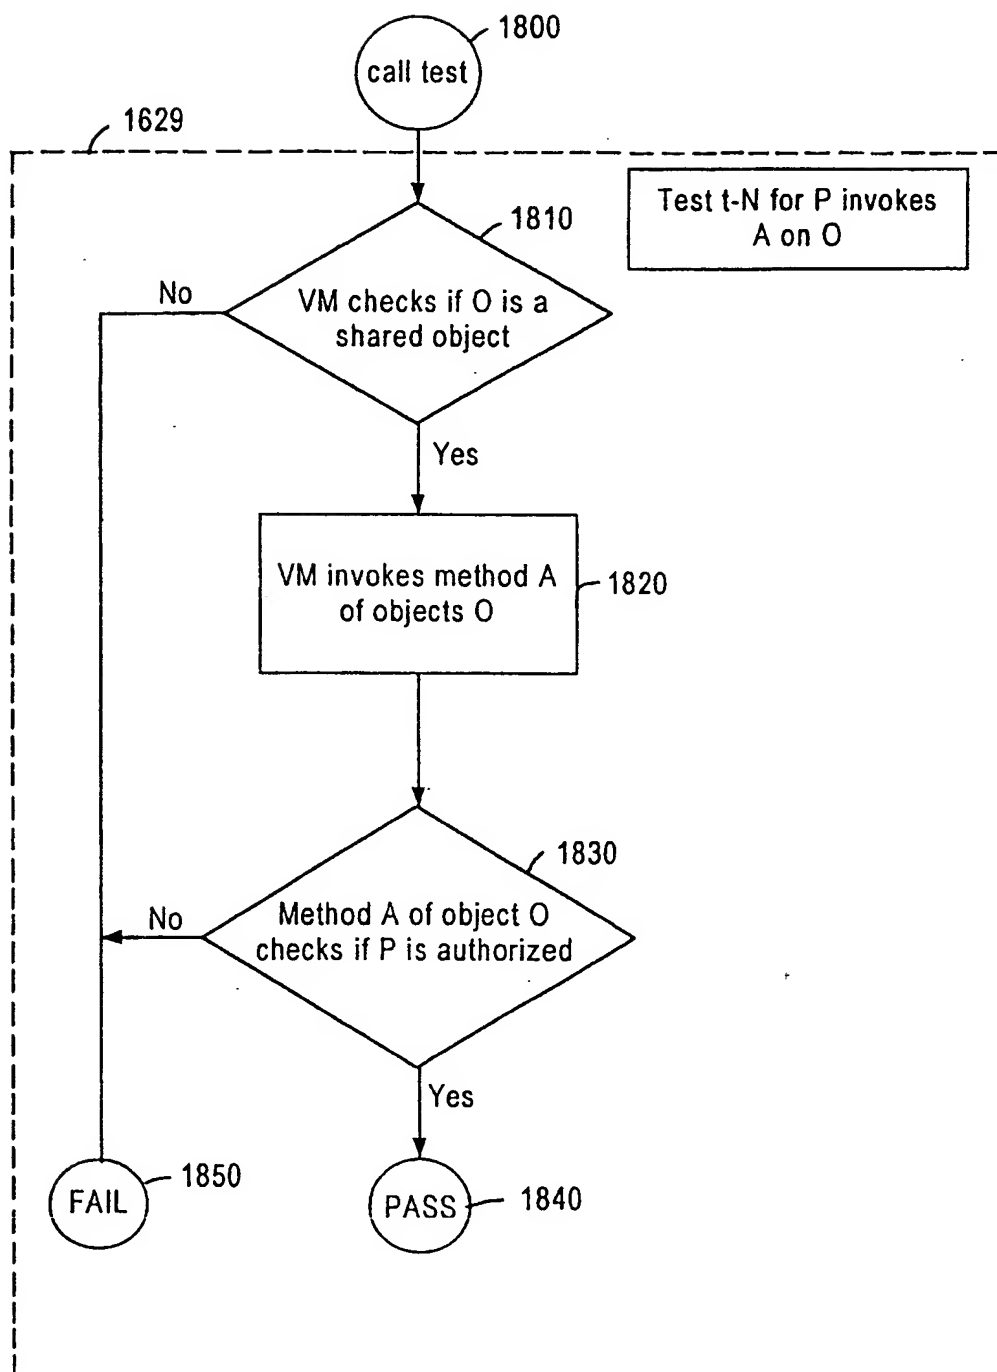 1800
call test
1629
Test t-N for P invokes
A on O
1810
No
VM checks if O is a
shared object
Yes
VM invokes method A
of objects O
1820
1830
No
Method A of object O
checks if P is authorized
Yes
1850
FAIL
1840
PASS